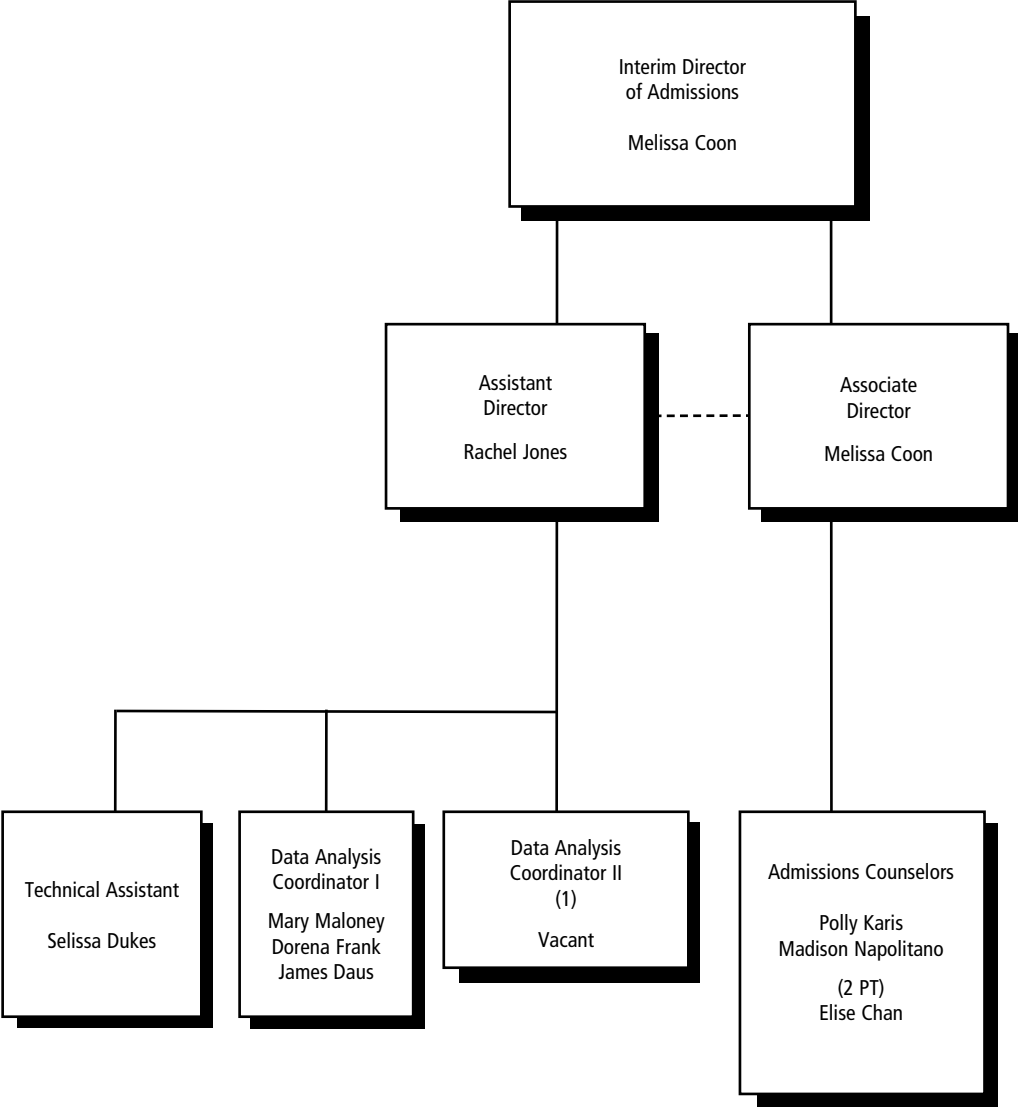 Interim Director
of Admissions
Melissa Coon
Assistant
Director
Rachel Jones
Associate
Director
Melissa Coon
Technical Assistant
Selissa Dukes
Data Analysis
Coordinator I
Mary Maloney
Dorena Frank
James Daus
Data Analysis
Coordinator II
(1)
Vacant
Admissions Counselors
Polly Karis
Madison Napolitano
(2 PT)
Elise Chan